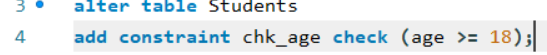 3 alter table Students
4 add constraint chk_age check (age >= 18);